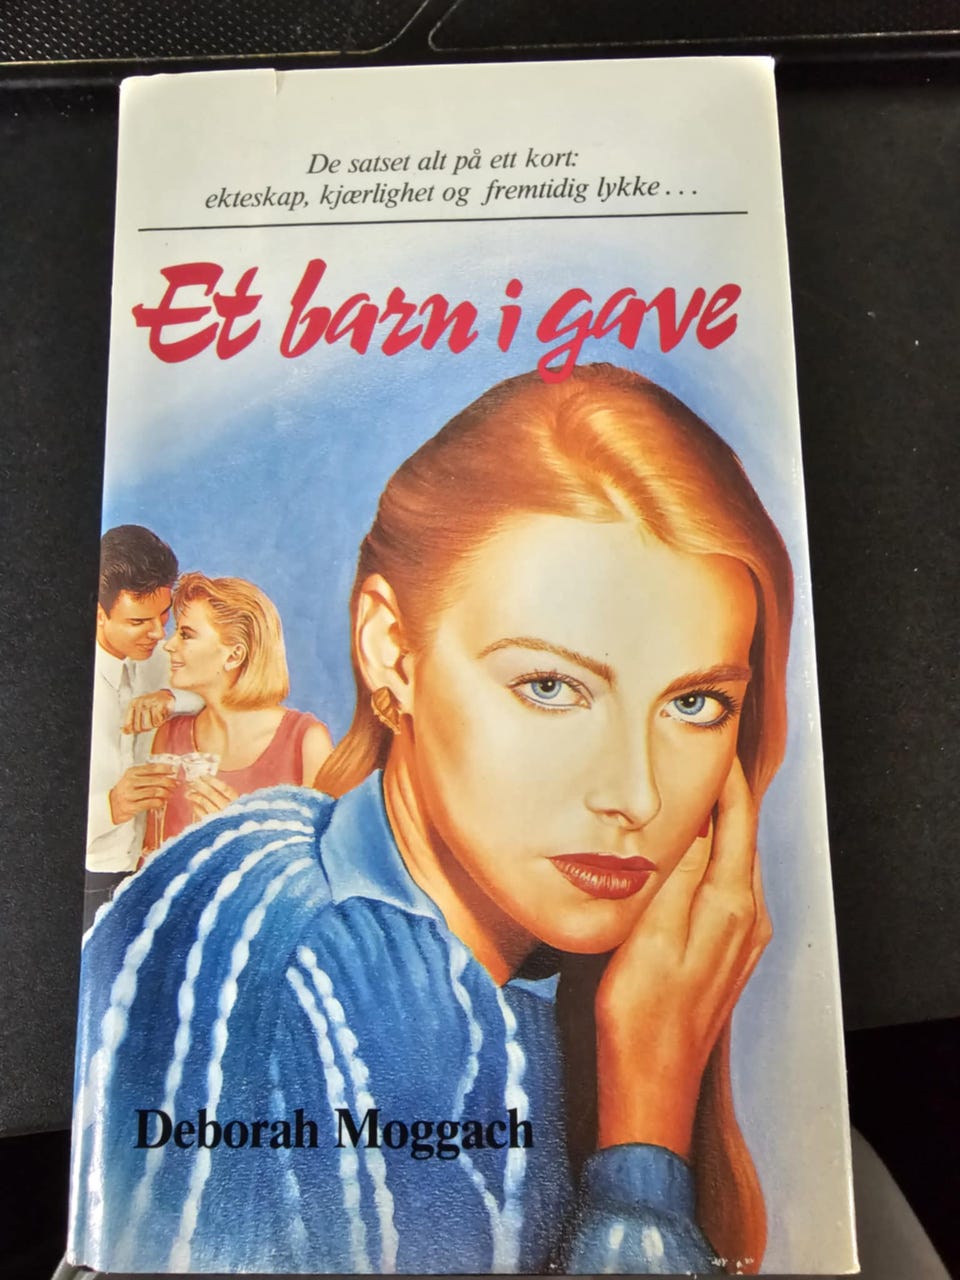 De satset alt på ett kort:
ekteskap, kjærlighet og fremtidig lykke...
Et barn i gave
Deborah Moggach